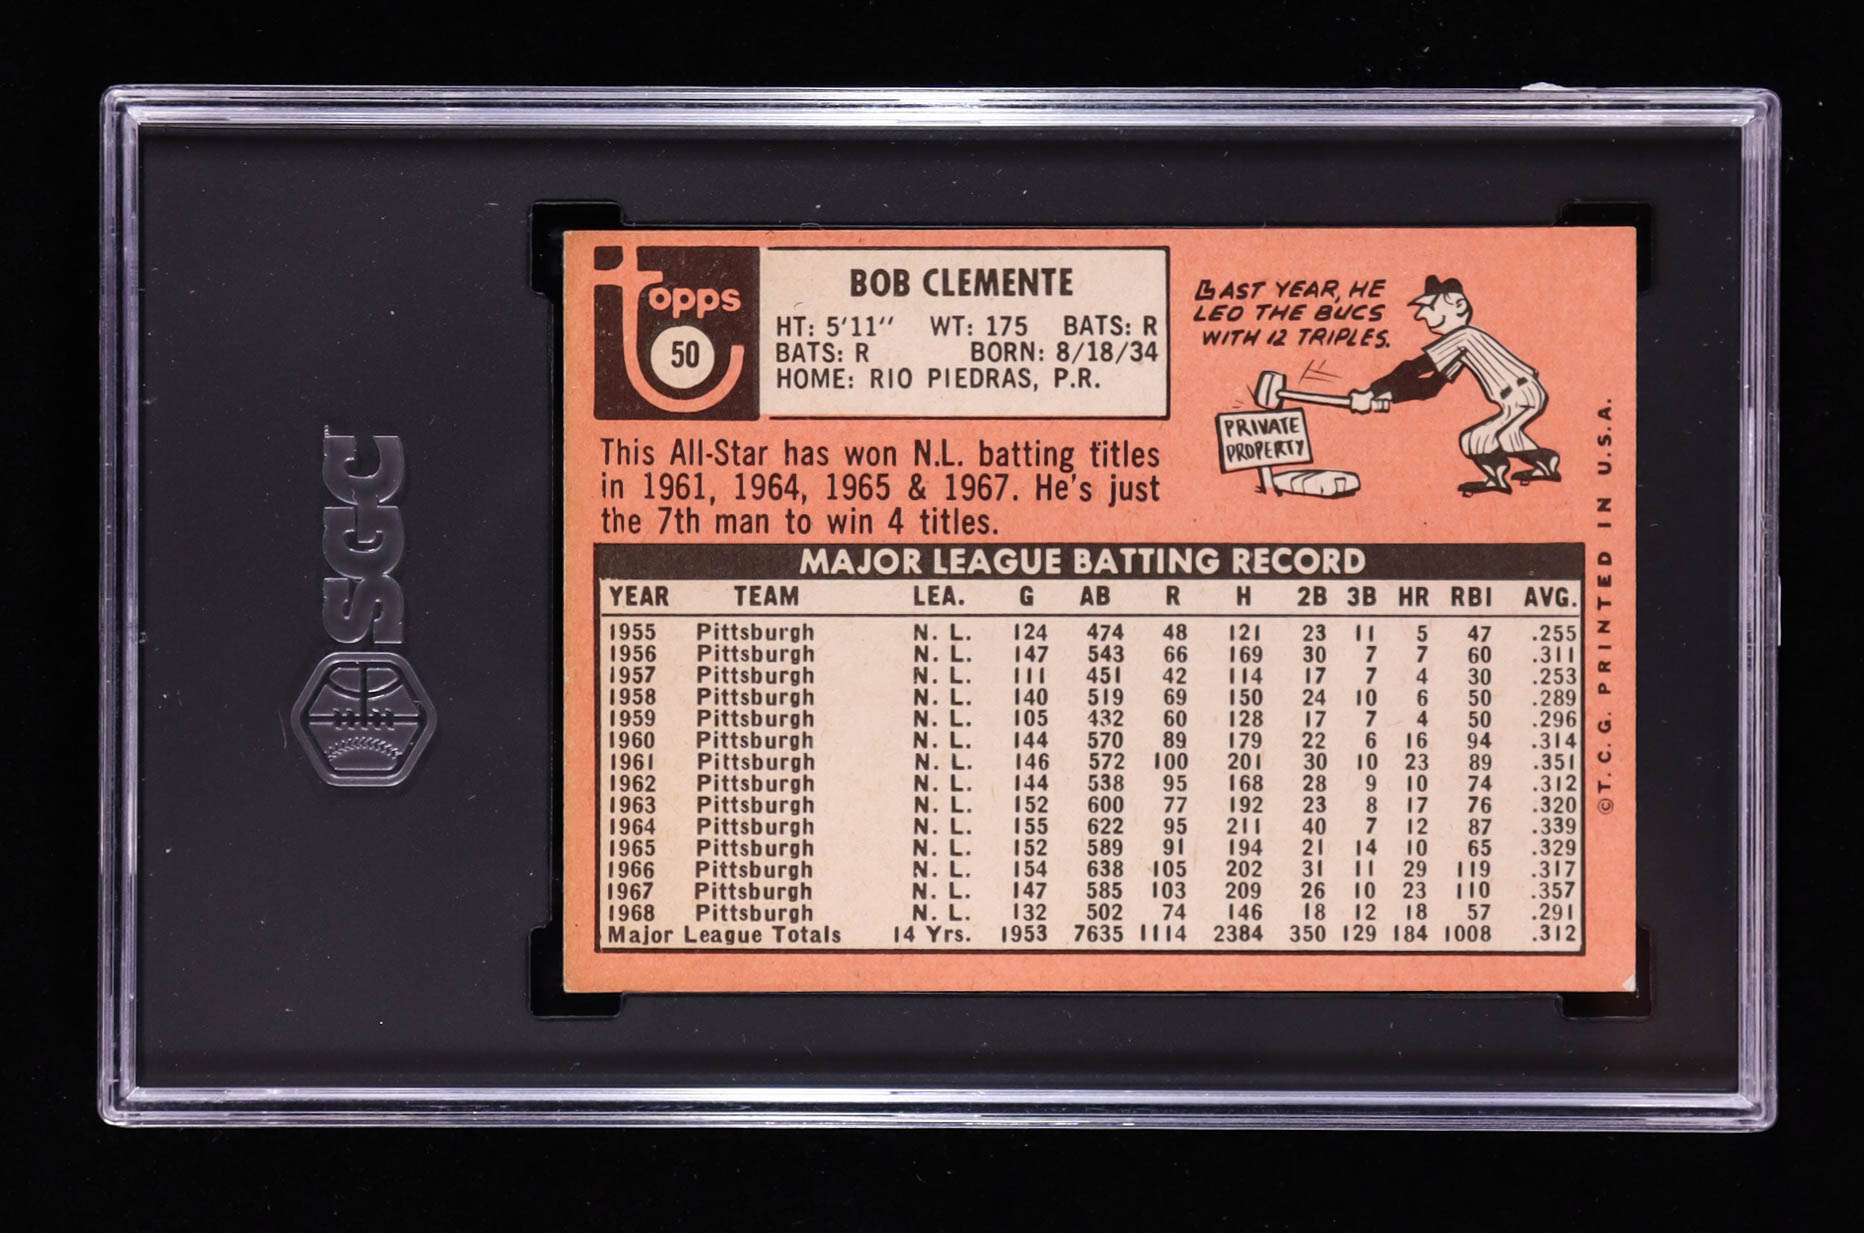 SGC
topps
50
BOB CLEMENTE
HT: 5'11'' WT: 175 BATS: R
BATS: R BORN: 8/18/34
HOME: RIO PIEDRAS, P.R.
LAST YEAR, HE
LED THE BUCS
WITH 12 TRIPLES.
PRIVATE
PROPERTY
This All-Star has won N.L. batting titles
in 1961, 1964, 1965 & 1967. He's just
the 7th man to win 4 titles.
MAJOR LEAGUE BATTING RECORD
YEAR TEAM LEA. G AB R H 2B 3B HR RBI AVG.
1955 Pittsburgh N. L. 124 474 48 121 23 11 5 47 .255
1956 Pittsburgh N. L. 147 543 66 169 30 7 7 60 .311
1957 Pittsburgh N. L. 111 451 42 114 17 7 4 30 .253
1958 Pittsburgh N. L. 140 519 69 150 24 10 6 50 .289
1959 Pittsburgh N. L. 105 432 60 128 17 7 4 50 .296
1960 Pittsburgh N. L. 144 570 89 179 22 6 16 94 .314
1961 Pittsburgh N. L. 146 572 100 201 30 10 23 89 .351
1962 Pittsburgh N. L. 144 538 95 168 28 9 10 74 .312
1963 Pittsburgh N. L. 152 600 77 192 23 8 17 76 .320
1964 Pittsburgh N. L. 155 622 95 211 40 7 12 87 .339
1965 Pittsburgh N. L. 152 589 91 194 21 14 10 65 .329
1966 Pittsburgh N. L. 154 638 105 202 31 11 29 119 .317
1967 Pittsburgh N. L. 147 585 103 209 26 10 23 110 .357
1968 Pittsburgh N. L. 132 502 74 146 18 12 18 57 .291
Major League Totals 14 Yrs. 1953 7635 1114 2384 350 129 184 1008 .312
©T. C. G. PRINTED IN U.S.A.